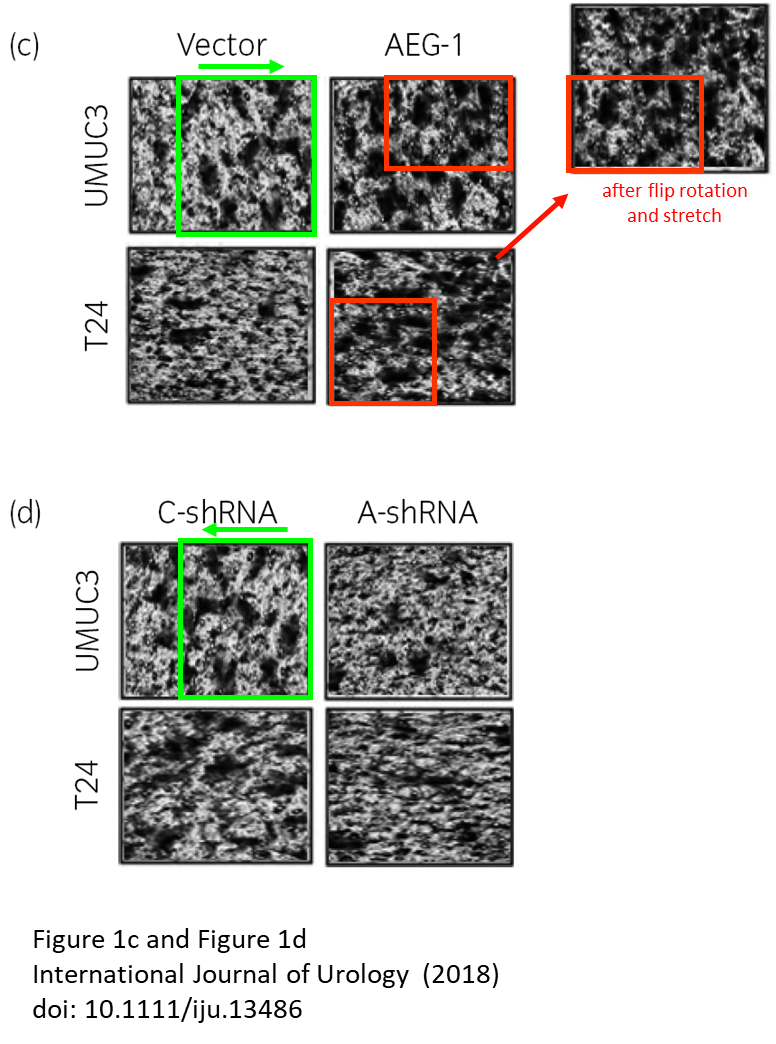 (c)
Vector
AEG-1
UMUC3
after flip rotation
and stretch
T24
(d)
C-shRNA
A-shRNA
UMUC3
T24
Figure 1c and Figure 1d
International Journal of Urology (2018)
doi: 10.1111/iju.13486